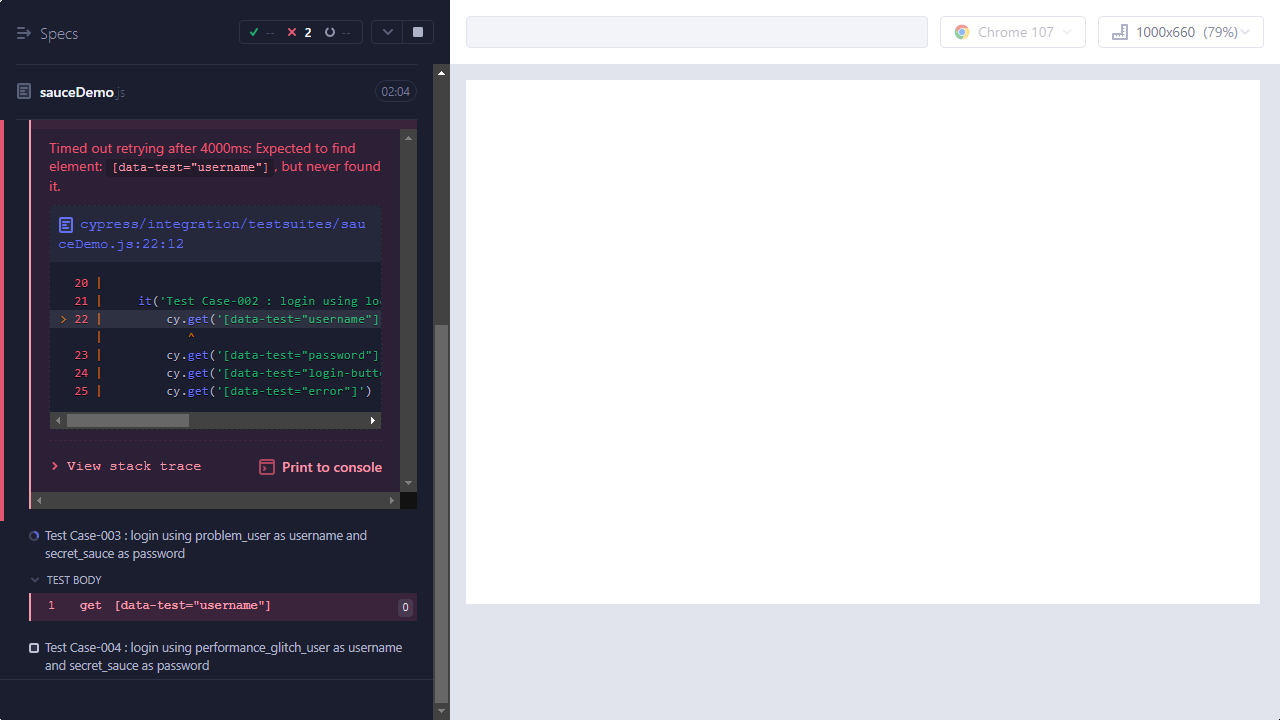 Specs
-- 2 --
Chrome 107
1000x660 (79%)
sauceDemo.js
02:04
Timed out retrying after 4000ms: Expected to find
element: [data-test="username"], but never found
it.
cypress/integration/testsuites/sau
ceDemo.js:22:12
20 |
21 | it('Test Case-002 : login using lo
> 22 | cy.get('[data-test="username"]
| ^
23 | cy.get('[data-test="password"]
24 | cy.get('[data-test="login-butt
25 | cy.get('[data-test="error"]')
> View stack trace
Print to console
Test Case-003 : login using problem_user as username and
secret_sauce as password
TEST BODY
1 get [data-test="username"] 0
Test Case-004 : login using performance_glitch_user as username
and secret_sauce as password